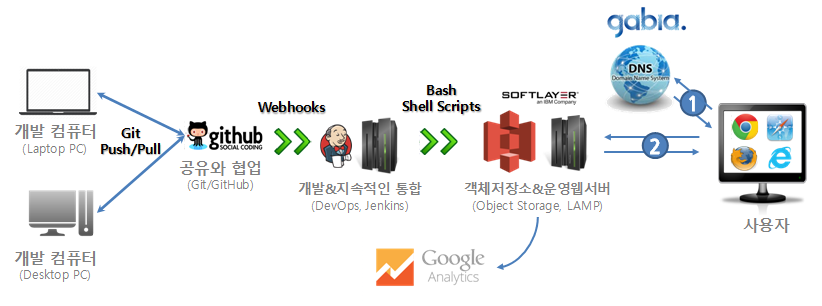 gabia.
DNS
Domain Name System
1
2
Bash
Shell Scripts
SOFTLAYER
an IBM Company
Webhooks
Git
Push/Pull
github
SOCIAL CODING
개발 컴퓨터
(Laptop PC)
공유와 협업
(Git/GitHub)
개발&지속적인 통합
(DevOps, Jenkins)
객체저장소&운영웹서버
(Object Storage, LAMP)
사용자
개발 컴퓨터
(Desktop PC)
Google
Analytics